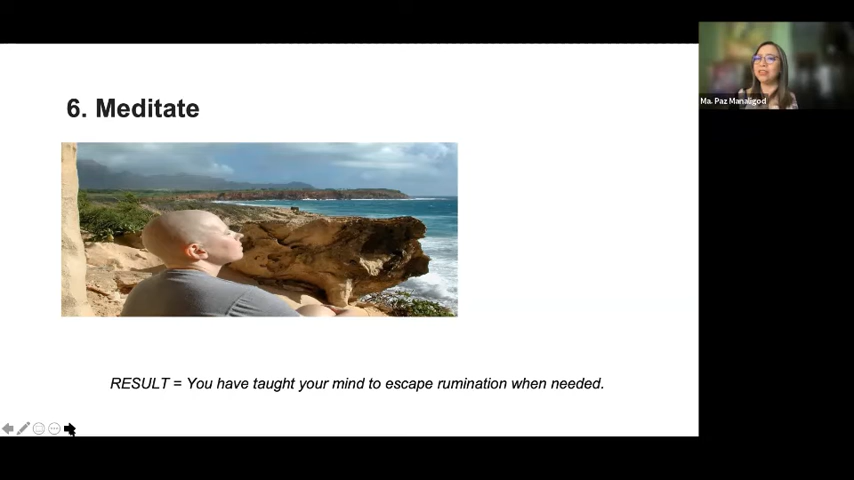 6. Meditate
Ma. Paz Manaligod
RESULT = You have taught your mind to escape rumination when needed.